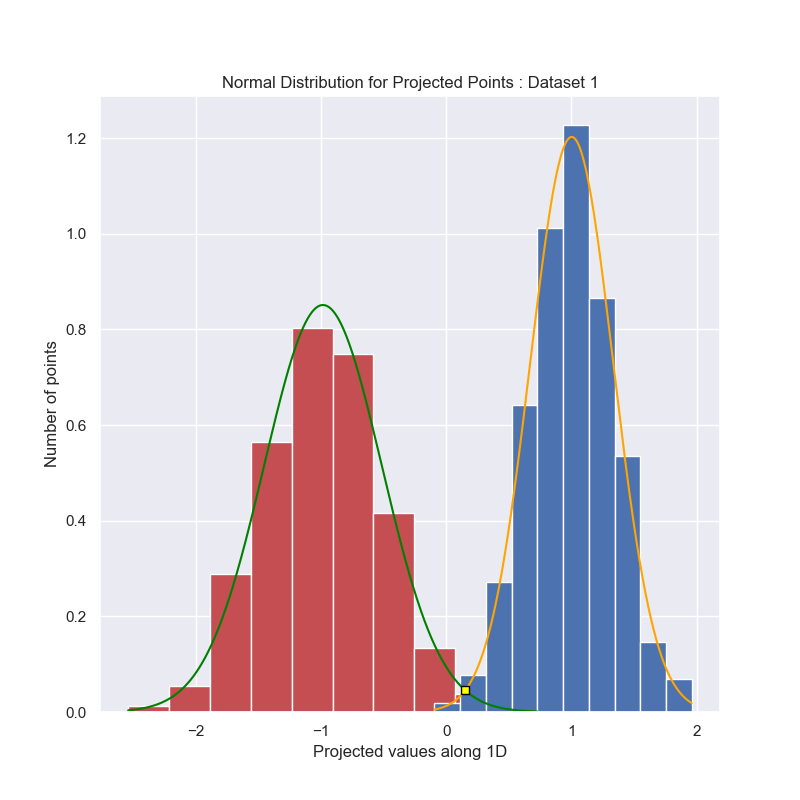 Normal Distribution for Projected Points : Dataset 1
Number of points
1.2
1.0
0.8
0.6
0.4
0.2
0.0
−2 −1 0 1 2
Projected values along 1D